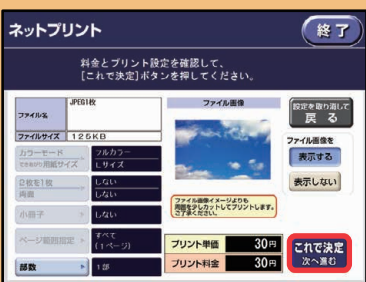 ネットプリント
終了
料金とプリント設定を確認して、
[これで決定]ボタンを押してください。
ファイル名
JPEG1枚
ファイルサイズ
125KB
カラーモード
用紙サイズ
フルカラー
Lサイズ
2枚を1枚
両面
しない
しない
小冊子
しない
ページ範囲指定
すべて
(1ページ)
部数
1部
ファイル画像
ファイル画像イメージよりも
周囲を少しカットしてプリントします。
ご了承ください。
プリント単価 30円
プリント料金 30円
設定を取り消して
戻る
ファイル画像を
表示する
表示しない
これで決定
次へ進む